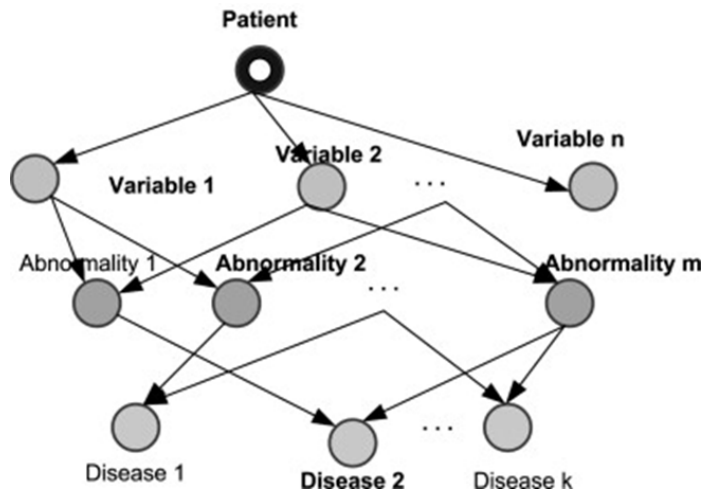 Patient
Variable n
Variable 2
Variable 1
. . .
Abnormality 1
Abnormality 2
Abnormality m
. . .
. . .
Disease 1
Disease 2
Disease k